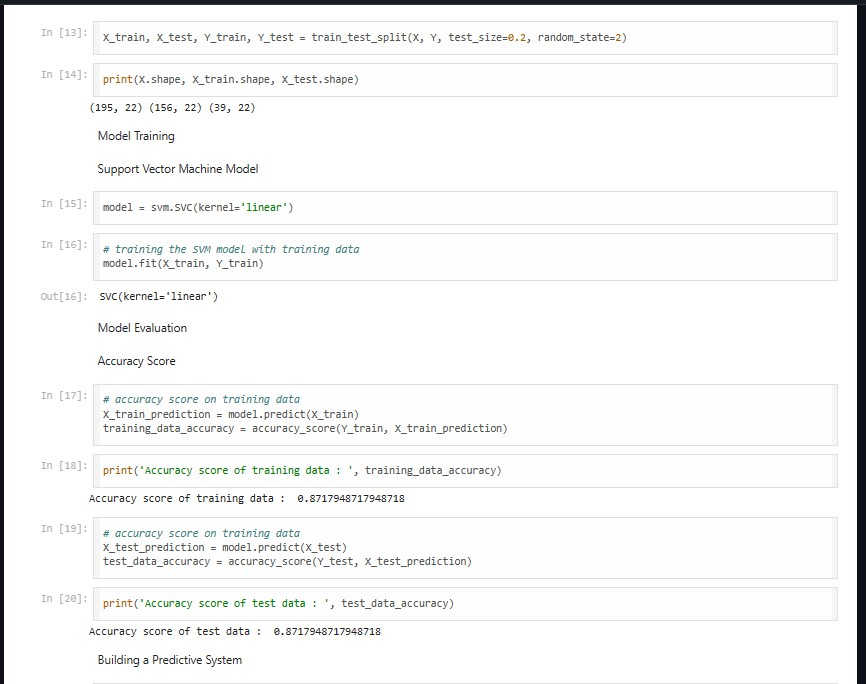 In [13]: X_train, X_test, Y_train, Y_test = train_test_split(X, Y, test_size=0.2, random_state=2)
In [14]: print(X.shape, X_train.shape, X_test.shape)
(195, 22) (156, 22) (39, 22)
Model Training
Support Vector Machine Model
In [15]: model = svm.SVC(kernel='linear')
In [16]: # training the SVM model with training data
model.fit(X_train, Y_train)
Out[16]: SVC(kernel='linear')
Model Evaluation
Accuracy Score
In [17]: # accuracy score on training data
X_train_prediction = model.predict(X_train)
training_data_accuracy = accuracy_score(Y_train, X_train_prediction)
In [18]: print('Accuracy score of training data : ', training_data_accuracy)
Accuracy score of training data :  0.8717948717948718
In [19]: # accuracy score on training data
X_test_prediction = model.predict(X_test)
test_data_accuracy = accuracy_score(Y_test, X_test_prediction)
In [20]: print('Accuracy score of test data : ', test_data_accuracy)
Accuracy score of test data :  0.8717948717948718
Building a Predictive System